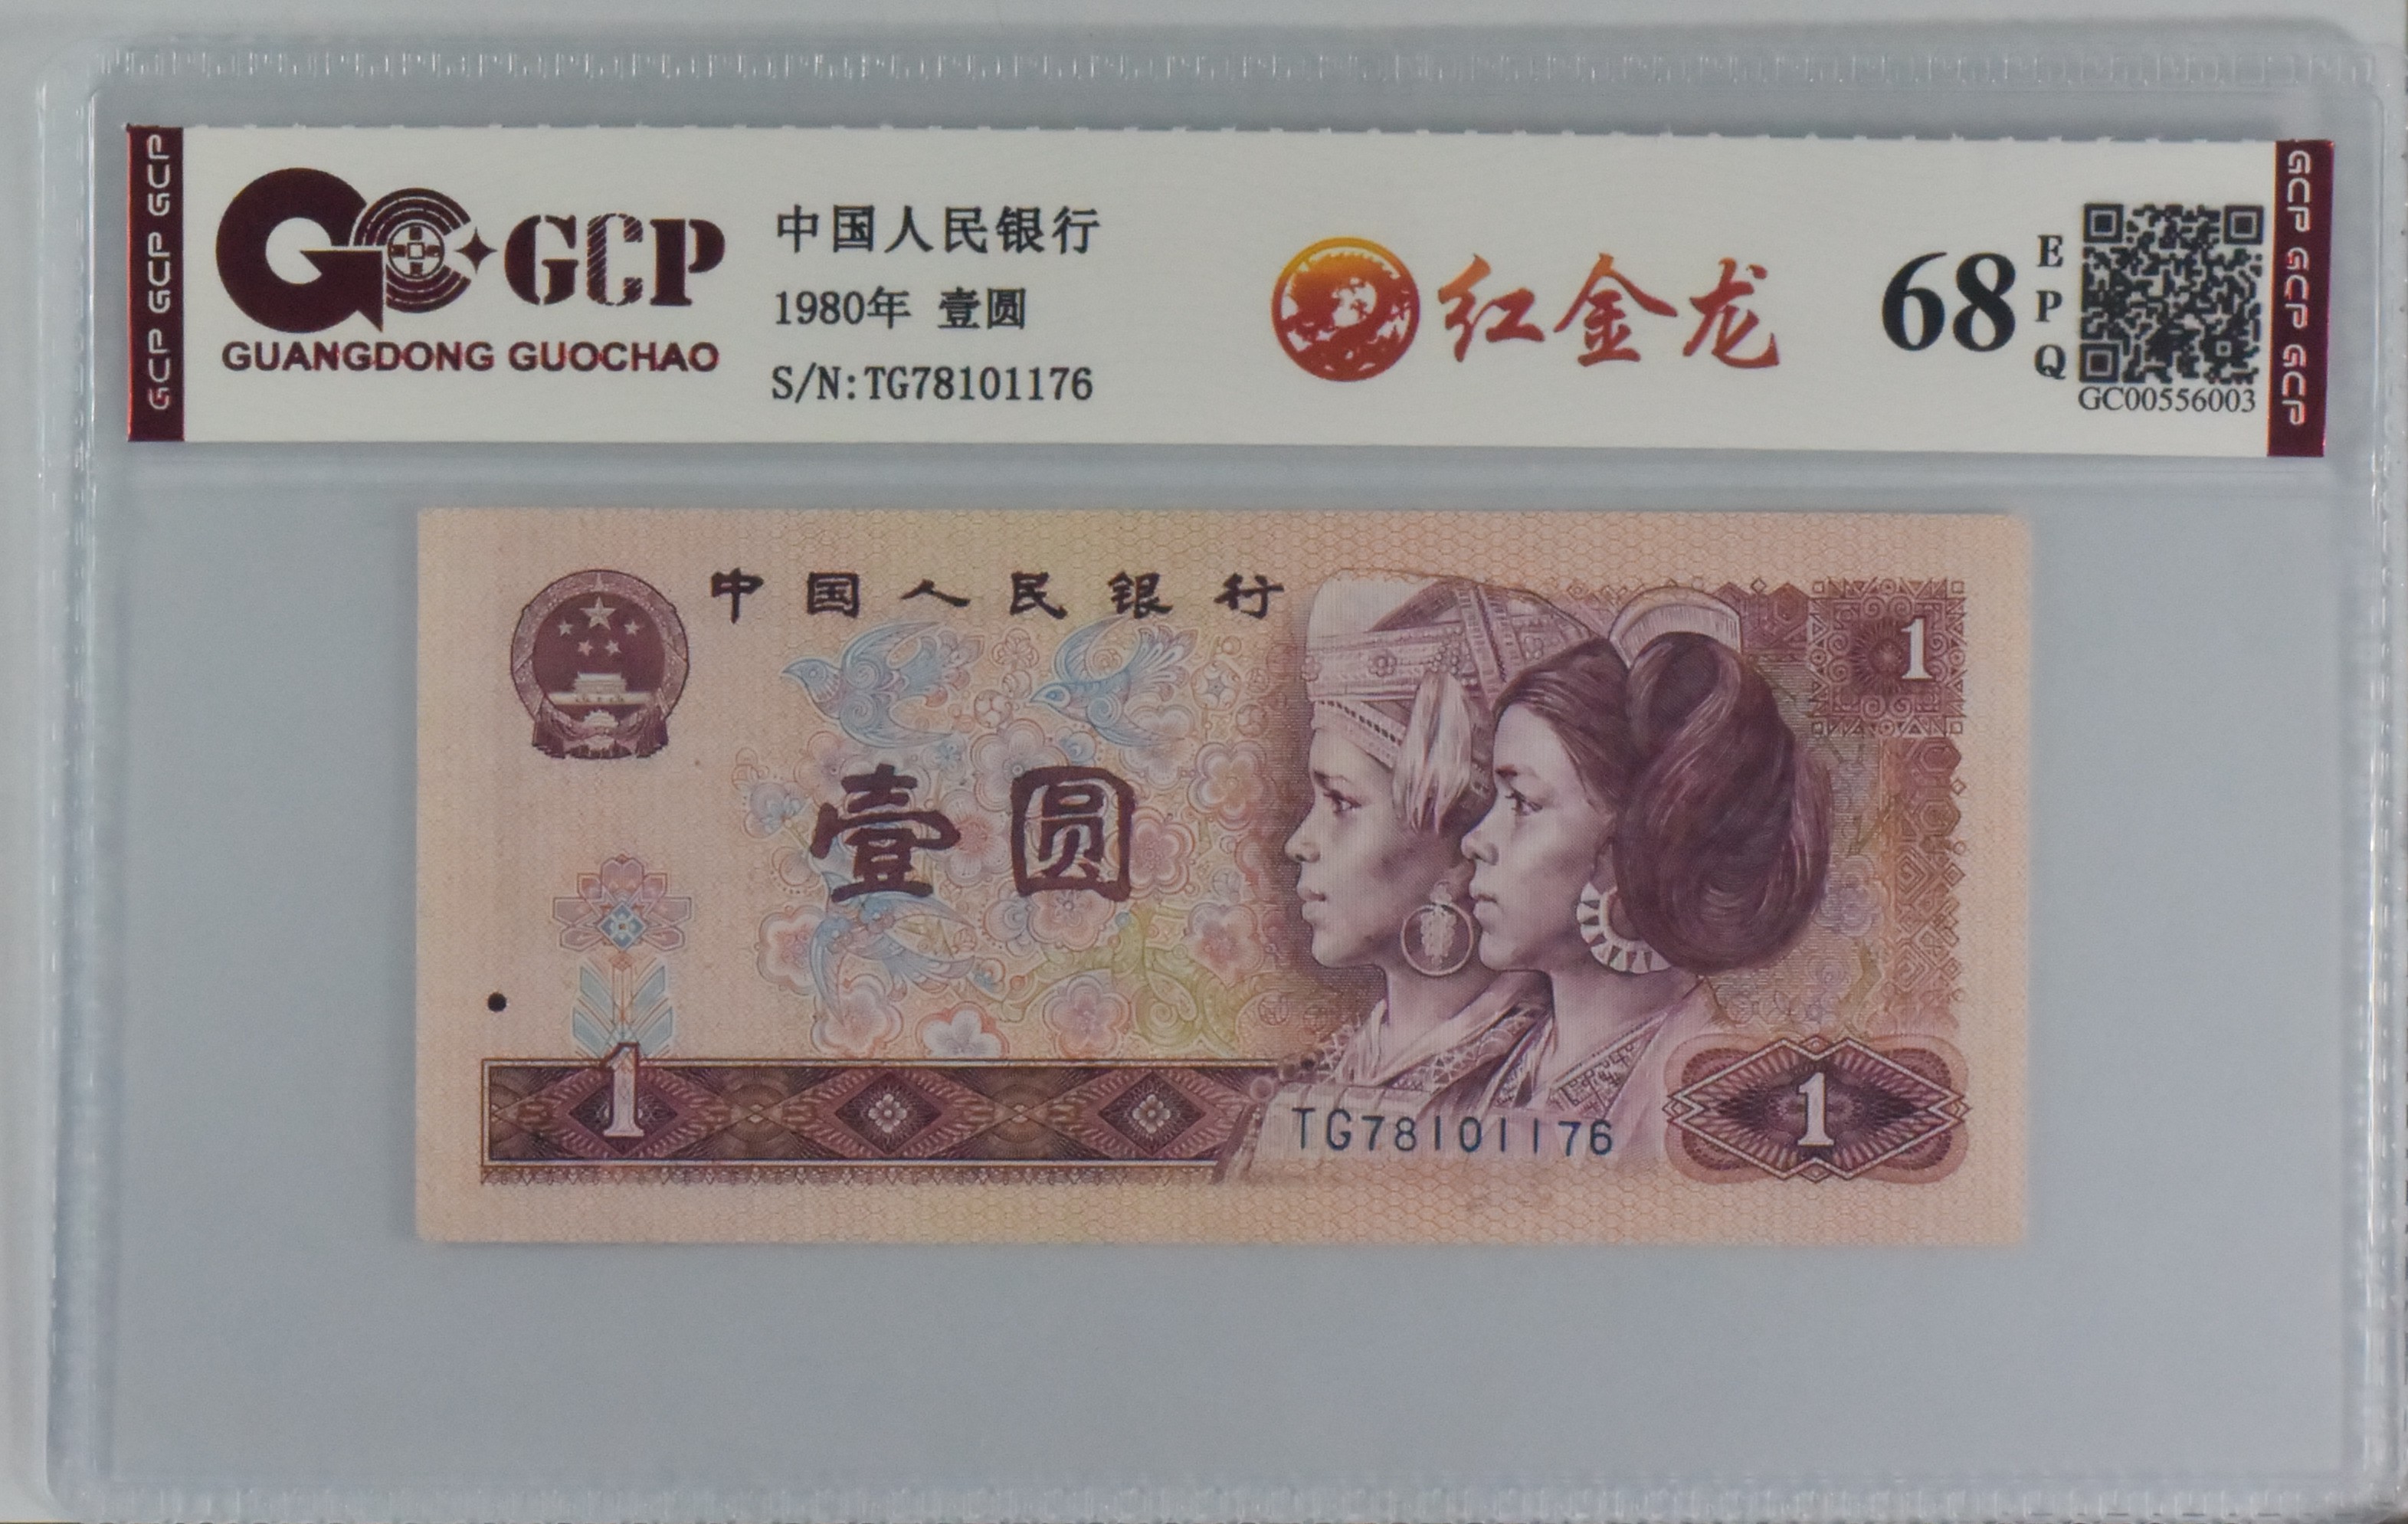 GCP GCP GCP
GCP
GUANGDONG GUOCHAO
中国人民银行
1980年 壹圆
S/N:TG78101176
红金龙
68
EPQ
GC00556003
GCP GCP GCP
中国人民银行
1
壹圆
1
TG78101176
1